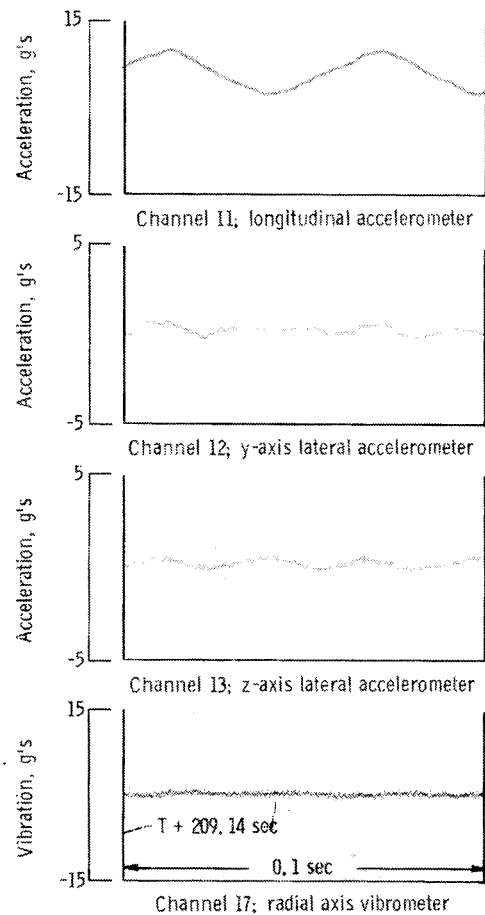 15
Acceleration, g's
-15
Channel 11; longitudinal accelerometer
5
Acceleration, g's
-5
Channel 12; y-axis lateral accelerometer
5
Acceleration, g's
-5
Channel 13; z-axis lateral accelerometer
15
Vibration, g's
T + 209.14 sec
0.1 sec
-15
Channel 17; radial axis vibrometer